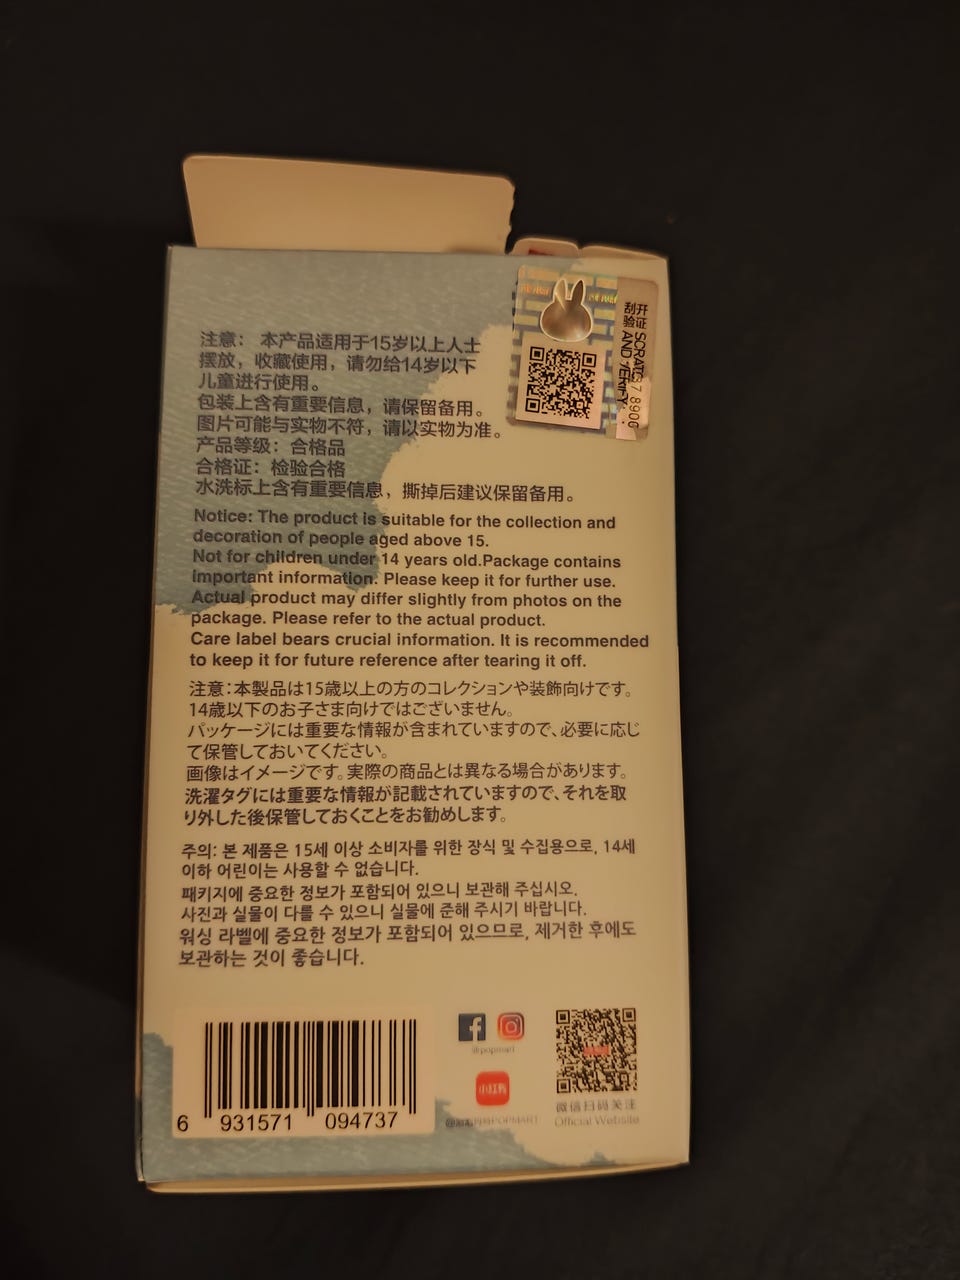 注意： 本产品适用于15岁以上人士
摆放，收藏使用，请勿给14岁以下
儿童进行使用。
包装上含有重要信息，请保留备用。
图片可能与实物不符，请以实物为准。
产品等级：合格品
合格证：检验合格
水洗标上含有重要信息，撕掉后建议保留备用。
Notice: The product is suitable for the collection and
decoration of people aged above 15.
Not for children under 14 years old.Package contains
important information. Please keep it for further use.
Actual product may differ slightly from photos on the
package. Please refer to the actual product.
Care label bears crucial information. It is recommended
to keep it for future reference after tearing it off.
注意：本製品は15歳以上の方のコレクションや装飾向けです。
14歳以下のお子さま向けではございません。
パッケージには重要な情報が含まれていますので、必要に応じ
て保管しておいてください。
画像はイメージです。実際の商品とは異なる場合があります。
洗濯タグには重要な情報が記載されていますので、それを取
り外した後保管しておくことをお勧めします。
주의: 본 제품은 15세 이상 소비자를 위한 장식 및 수집용으로, 14세
이하 어린이는 사용할 수 없습니다.
패키지에 중요한 정보가 포함되어 있으니 보관해 주십시오.
사진과 실물이 다를 수 있으니 실물에 준해 주시기 바랍니다.
워싱 라벨에 중요한 정보가 포함되어 있으므로, 제거한 후에도
보관하는 것이 좋습니다.
刮开
验证
AND VERIFY
6 931571 094737
@popmart
小红书
POPMART
微信扫码关注
Official Website